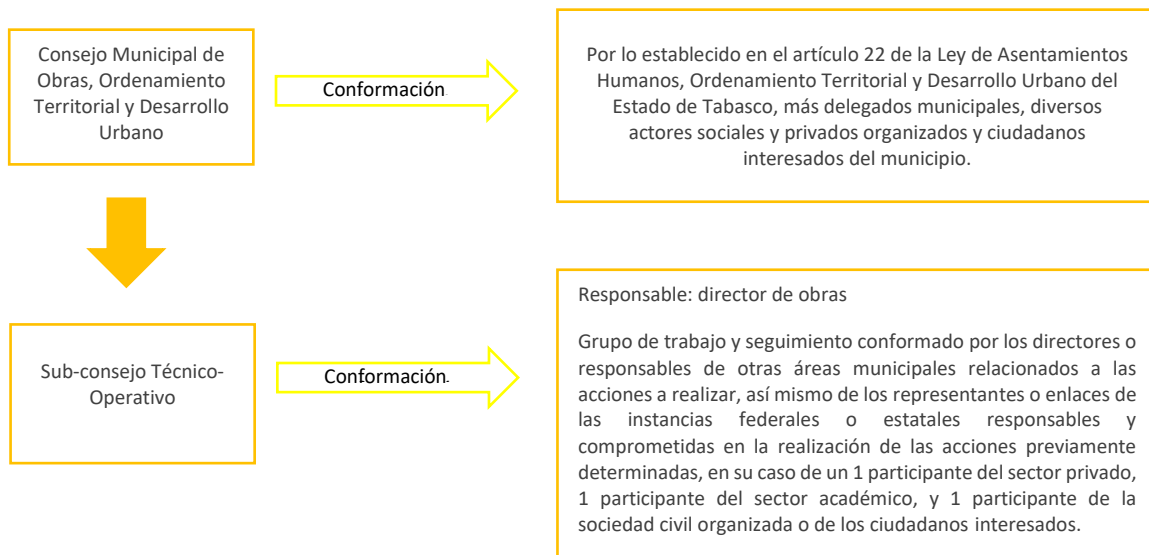 Consejo Municipal de
Obras, Ordenamiento
Territorial y Desarrollo
Urbano
Conformación.
Por lo establecido en el artículo 22 de la Ley de Asentamientos
Humanos, Ordenamiento Territorial y Desarrollo Urbano del
Estado de Tabasco, más delegados municipales, diversos
actores sociales y privados organizados y ciudadanos
interesados del municipio.
Sub-consejo Técnico-
Operativo
Conformación.
Responsable: director de obras
Grupo de trabajo y seguimiento conformado por los directores o
responsables de otras áreas municipales relacionados a las
acciones a realizar, así mismo de los representantes o enlaces de
las instancias federales o estatales responsables y
comprometidas en la realización de las acciones previamente
determinadas, en su caso de un 1 participante del sector privado,
1 participante del sector académico, y 1 participante de la
sociedad civil organizada o de los ciudadanos interesados.